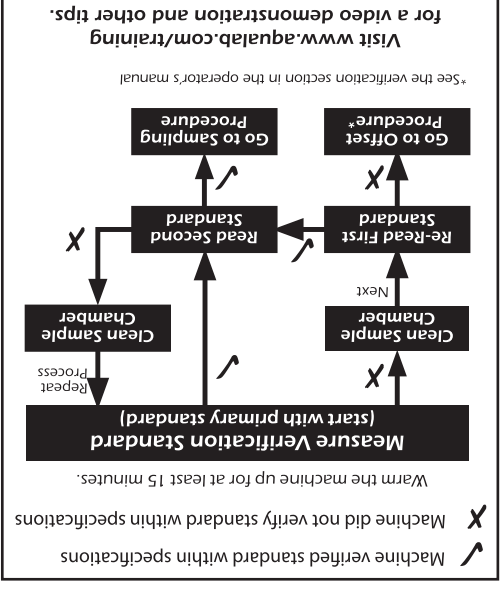 ✓ Machine verified standard within specifications
✗ Machine did not verify standard within specifications
Warm the machine up for at least 15 minutes.
Measure Verification Standard
(start with primary standard)
✗
Clean Sample
Chamber
Next
Re-Read First
Standard
✗
Go to Offset
Procedure*
✓
✓
Read Second
Standard
✓
Go to Sampling
Procedure
✗
Clean Sample
Chamber
Repeat
Process
*See the verification section in the operator's manual
Visit www.aqualab.com/training
for a video demonstration and other tips.